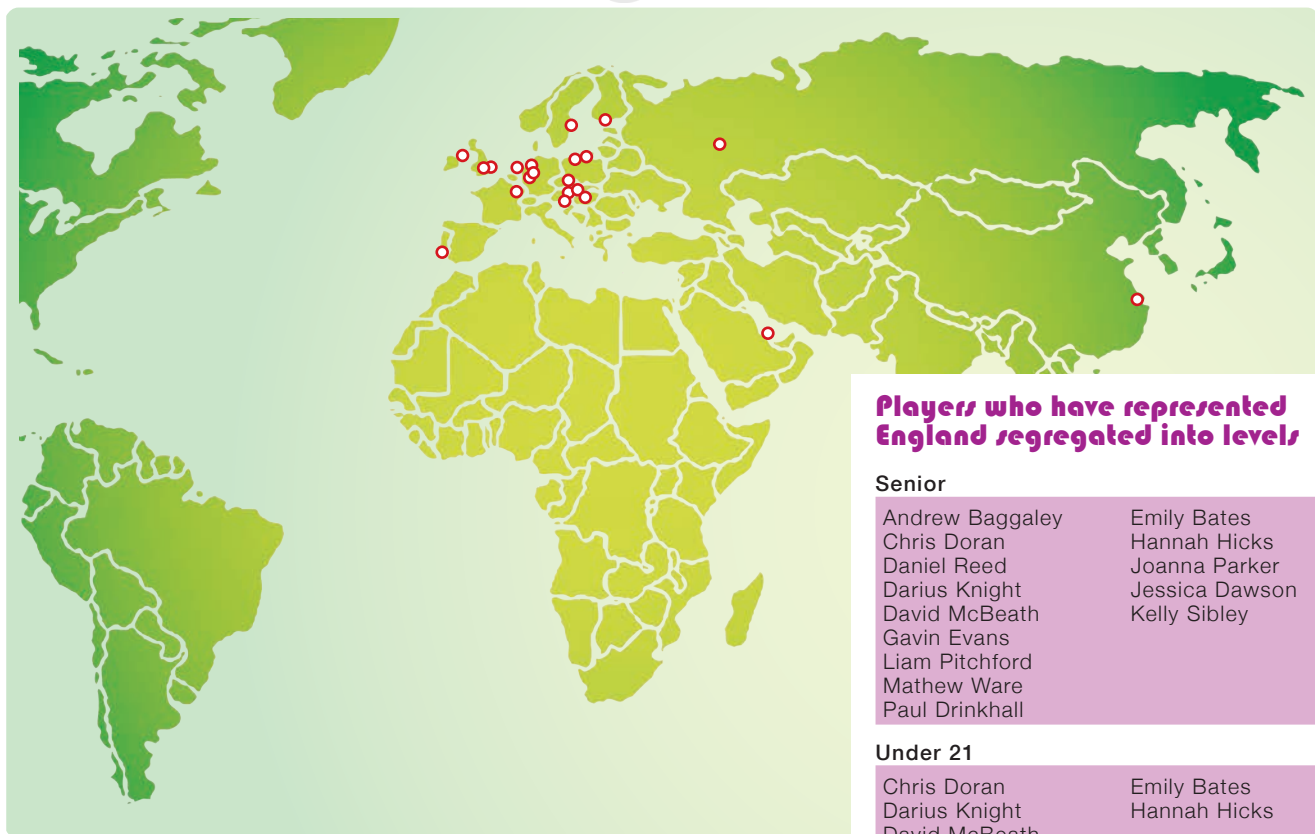 Players who have represented
England segregated into levels
Senior
Andrew Baggaley
Chris Doran
Daniel Reed
Darius Knight
David McBeath
Gavin Evans
Liam Pitchford
Mathew Ware
Paul Drinkhall
Emily Bates
Hannah Hicks
Joanna Parker
Jessica Dawson
Kelly Sibley
Under 21
Chris Doran
Darius Knight
David McBeath
Emily Bates
Hannah Hicks